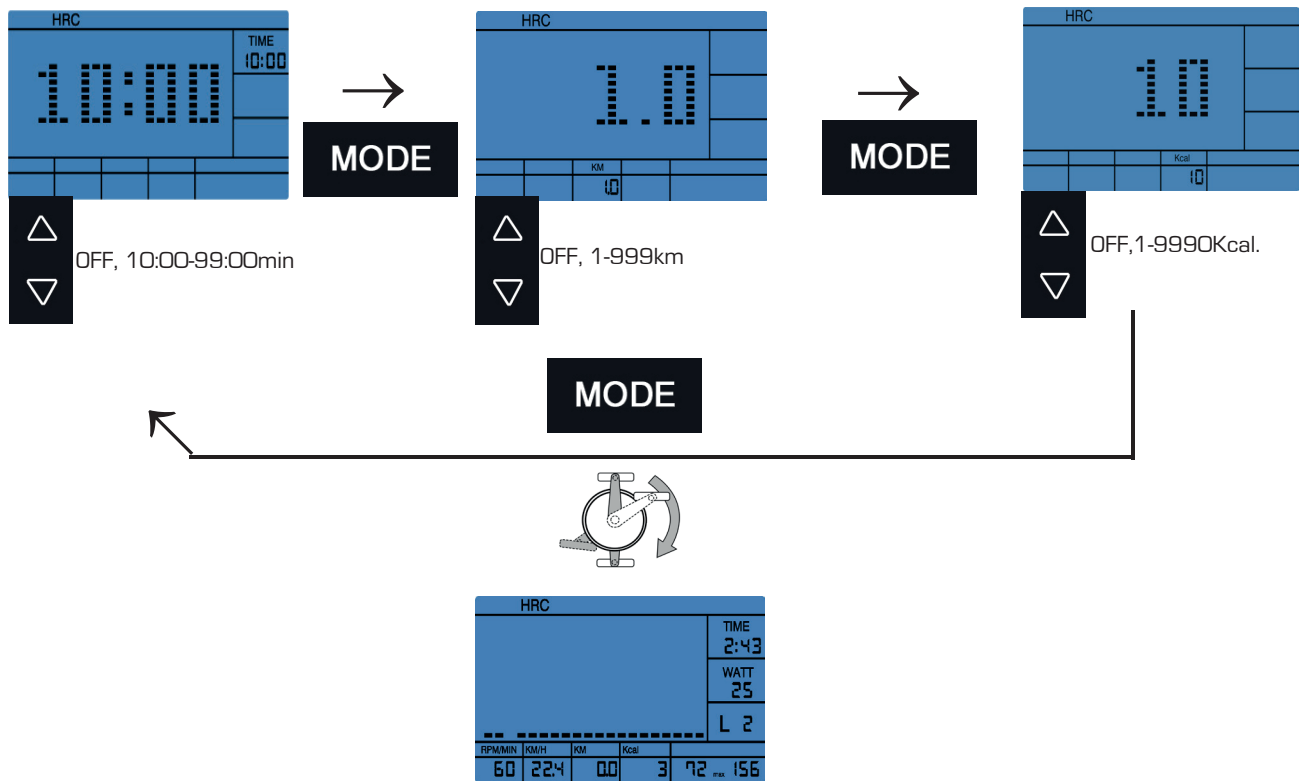 HRC
TIME
10:00
10:00
MODE
OFF, 10:00-99:00min
HRC
1.0
KM
1.0
MODE
OFF, 1-999km
HRC
10
Kcal
10
OFF,1-9990Kcal.
MODE
HRC
TIME
2:43
WATT
25
L 2
RPM/MIN KM/H KM Kcal
60 22.4 0.0 3 72 max 156